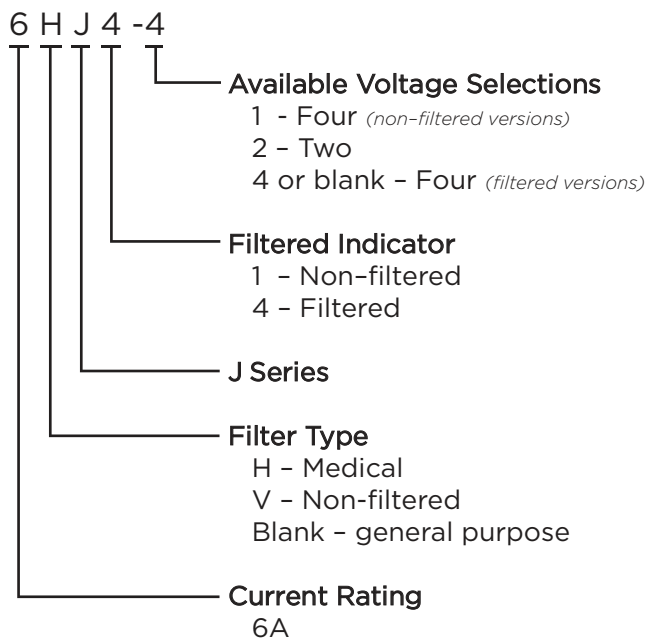 6 H J 4 -4
Available Voltage Selections
1 - Four (non–filtered versions)
2 – Two
4 or blank – Four (filtered versions)
Filtered Indicator
1 – Non–filtered
4 – Filtered
J Series
Filter Type
H – Medical
V – Non-filtered
Blank – general purpose
Current Rating
6A